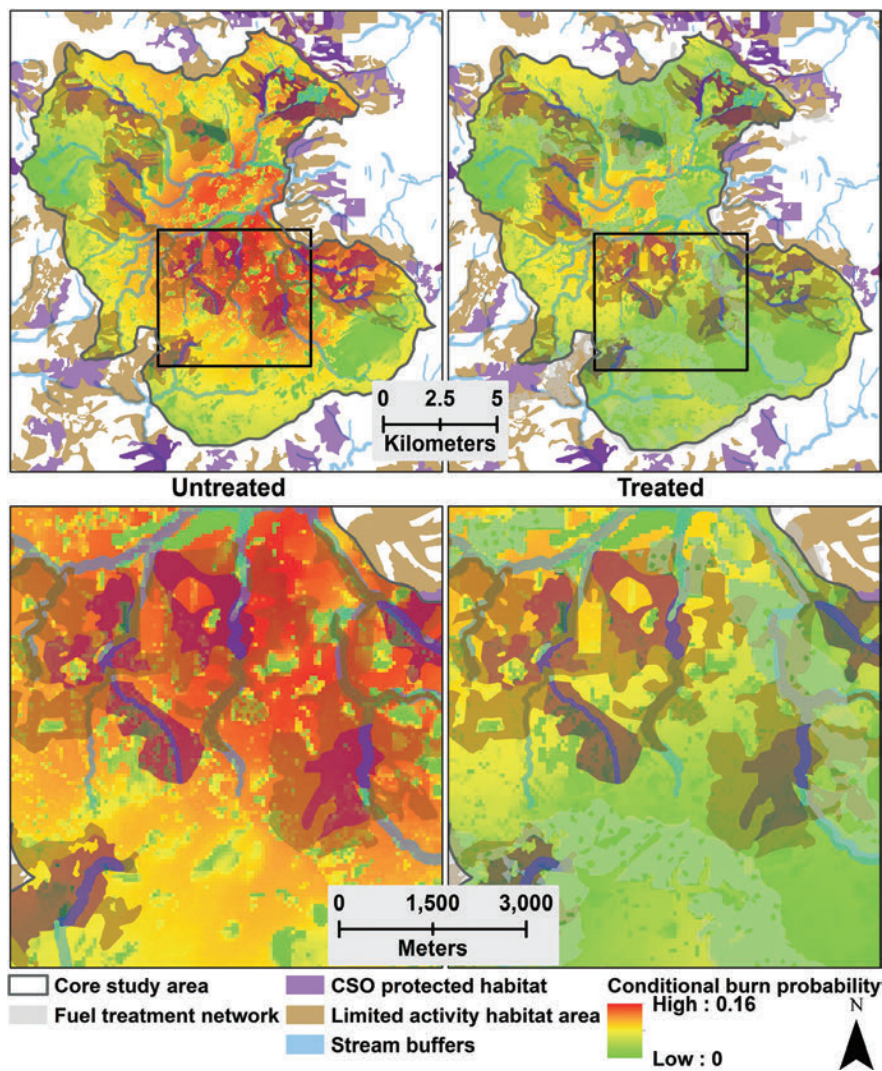 0 2.5 5
Kilometers
Untreated
Treated
0 1,500 3,000
Meters
Core study area
Fuel treatment network
CSO protected habitat
Limited activity habitat area
Stream buffers
Conditional burn probability
High : 0.16
Low : 0
N